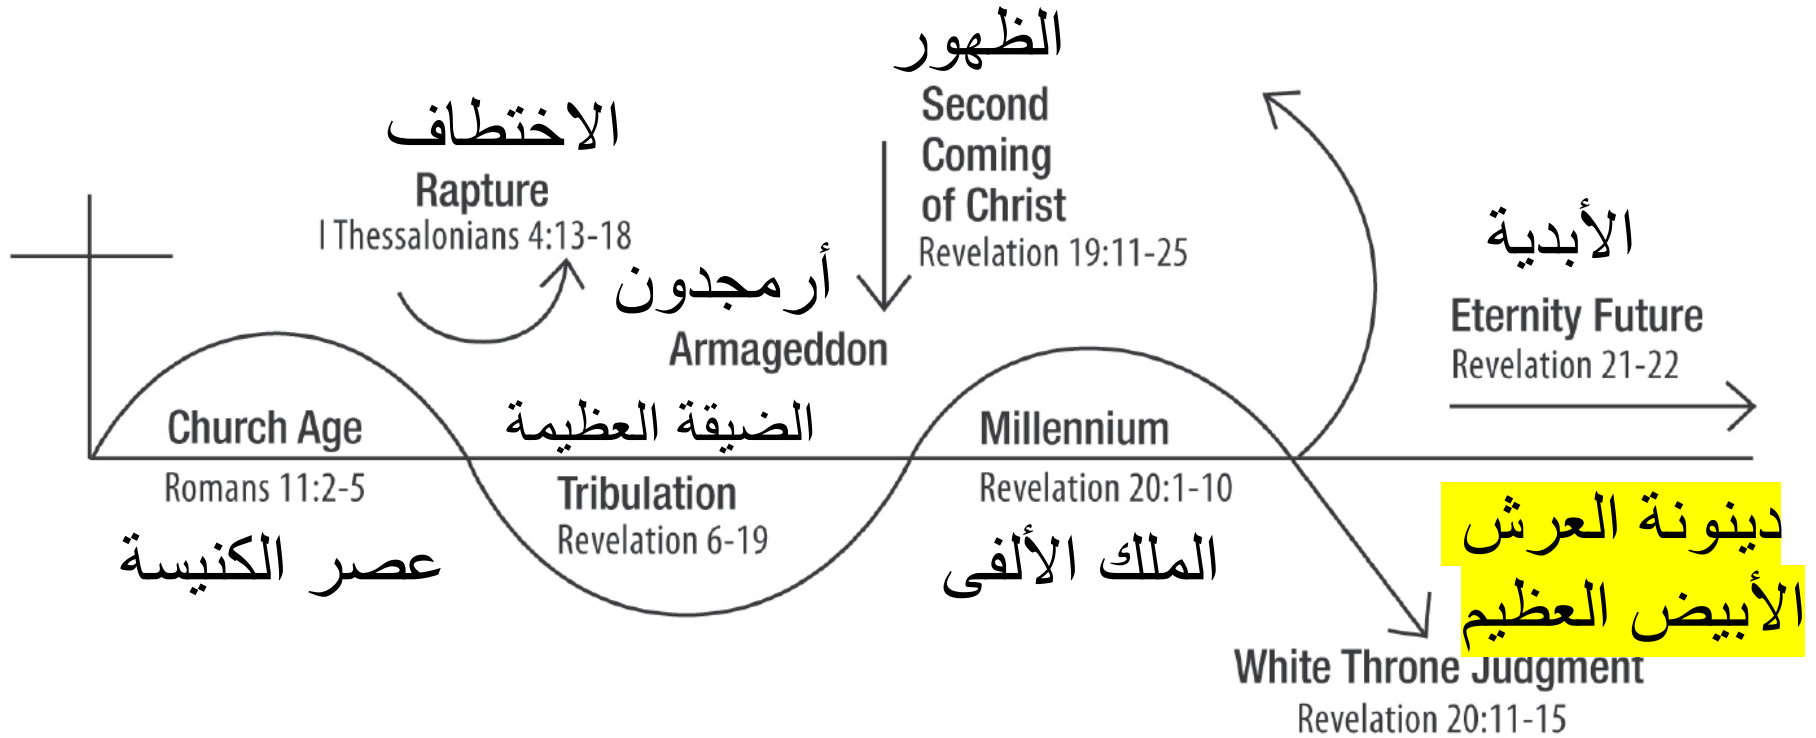 الظهور
Second
Coming
of Christ
Revelation 19:11-25
الاختطاف
Rapture
I Thessalonians 4:13-18
أرمجدون
Armageddon
الأبدية
Eternity Future
Revelation 21-22
Church Age
Romans 11:2-5
عصر الكنيسة
الضيقة العظيمة
Tribulation
Revelation 6-19
Millennium
Revelation 20:1-10
الملك الألفى
دينونة العرش
الأبيض العظيم
White Throne Judgment
Revelation 20:11-15